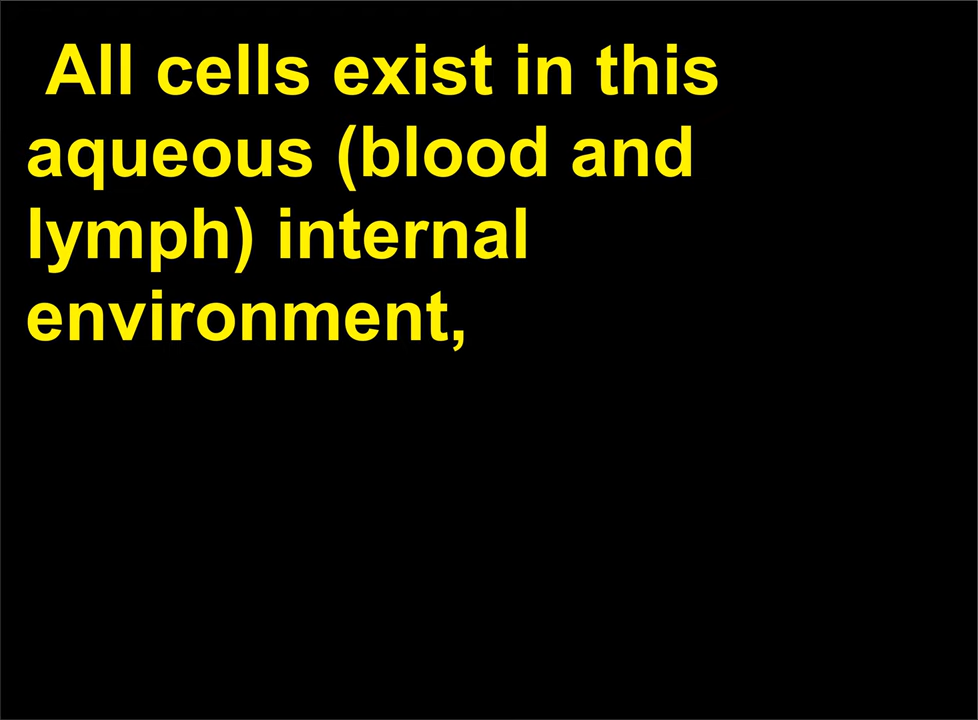 All cells exist in this
aqueous (blood and
lymph) internal
environment,